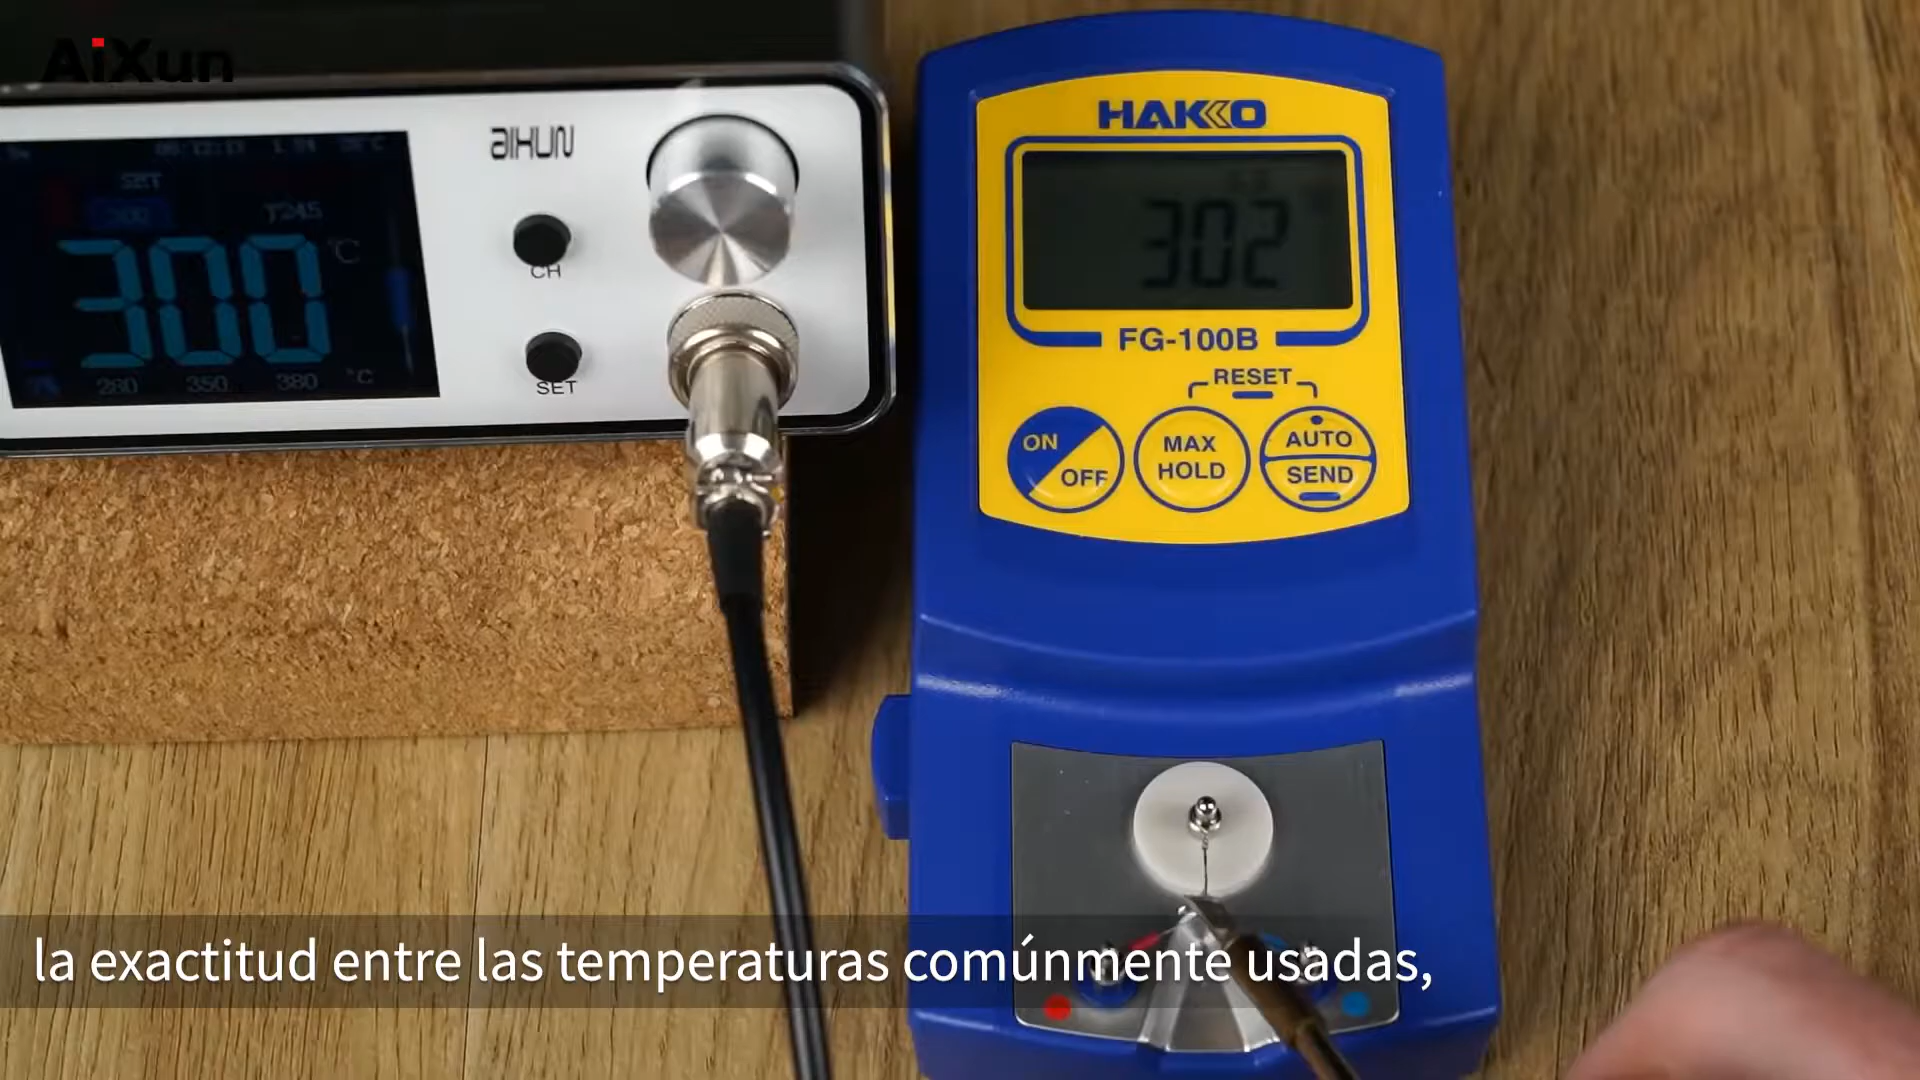 AiXun
AIXUN
SET
T245
300 °C
280 350 380 °C
CH
SET
HAKKO
302
FG-100B
RESET
ON
OFF
MAX
HOLD
AUTO
SEND
la exactitud entre las temperaturas comúnmente usadas,